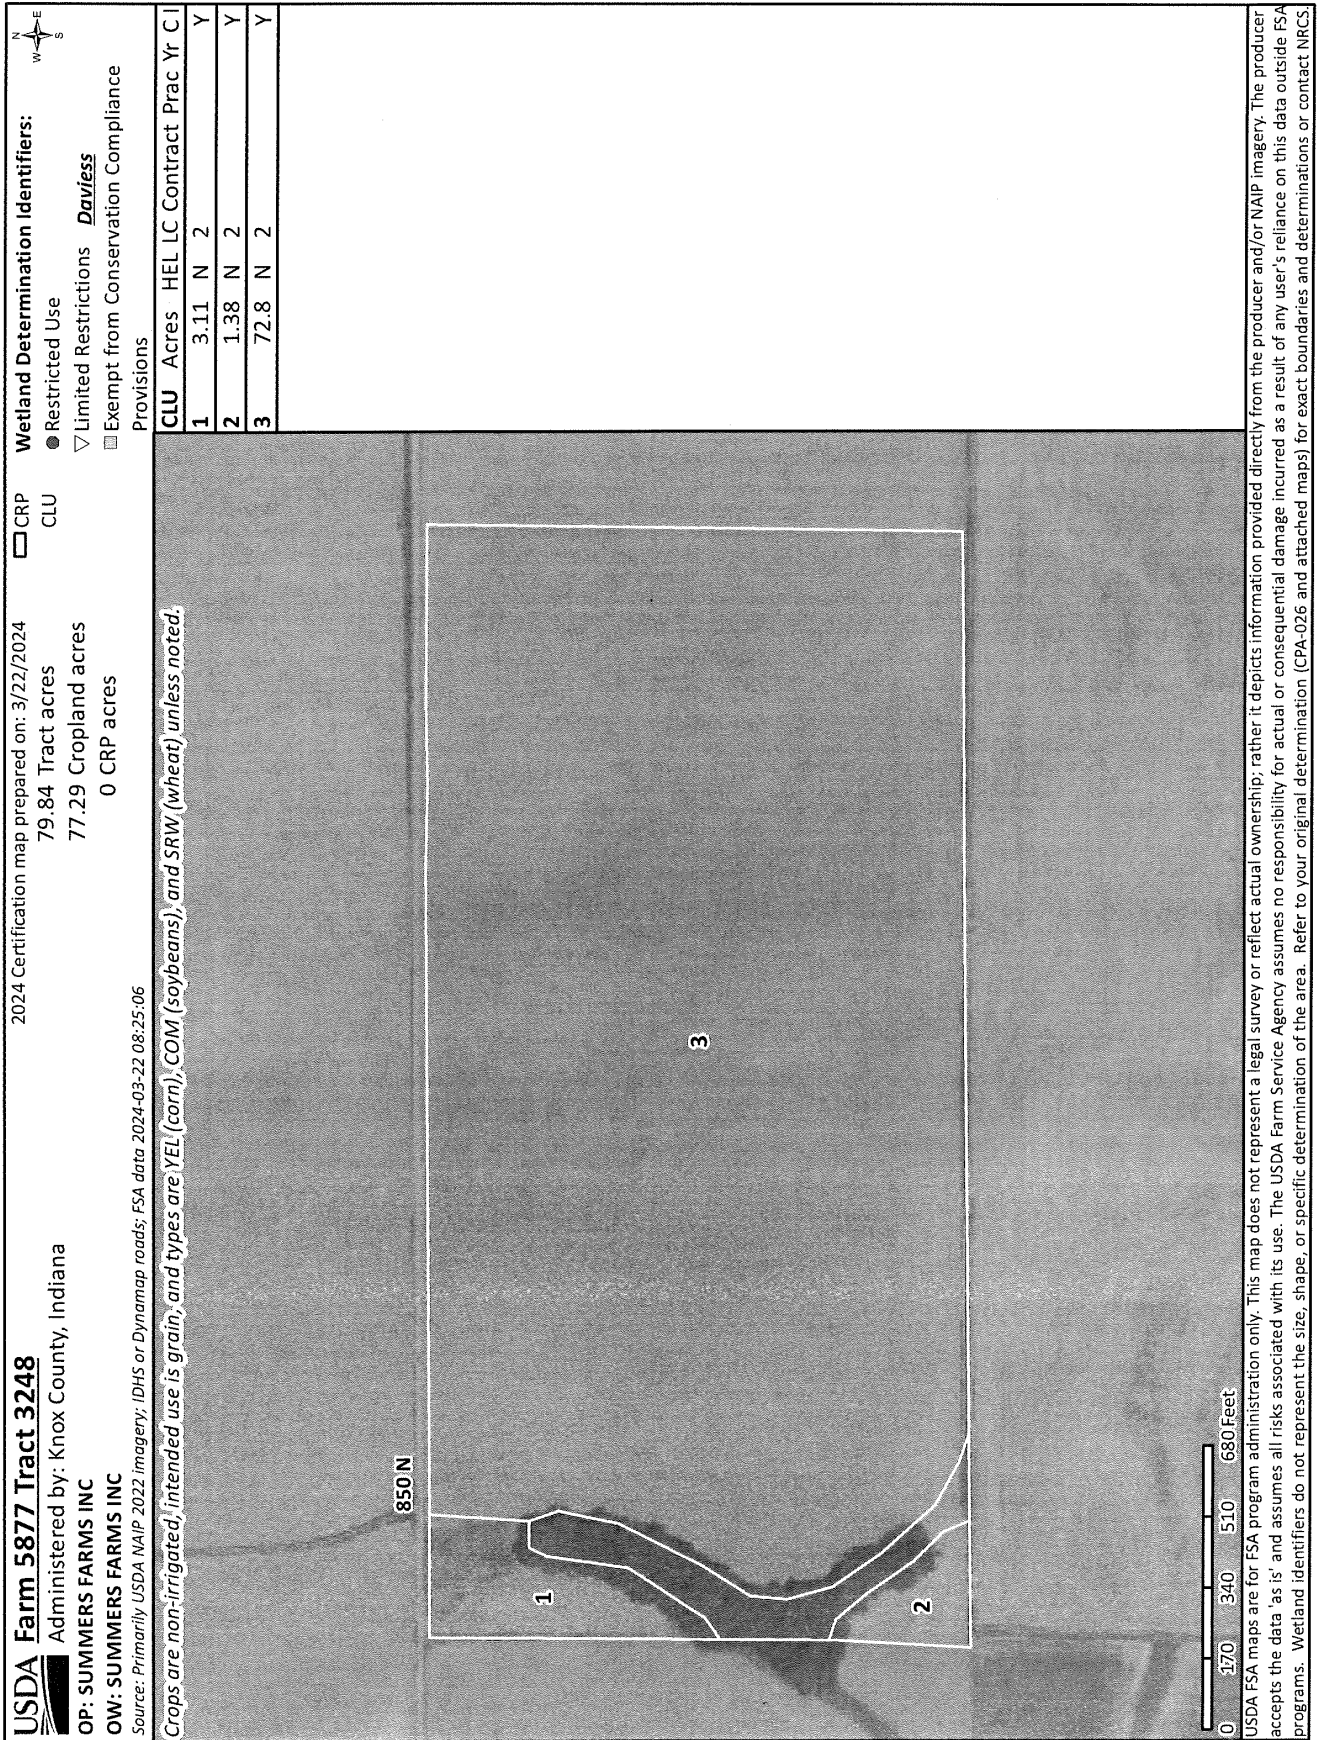 USDA Farm 5877 Tract 3248
Administered by: Knox County, Indiana
OP: SUMMERS FARMS INC
OW: SUMMERS FARMS INC
Source: Primarily USDA NAIP 2022 imagery; IDHS or Dynamap roads; FSA data 2024-03-22 08:25:06
2024 Certification map prepared on: 3/22/2024
79.84 Tract acres
77.29 Cropland acres
0 CRP acres
CRP
CLU
Wetland Determination Identifiers:
Restricted Use
Limited Restrictions Daviess
Exempt from Conservation Compliance
Provisions
N
W E
S
Crops are non-irrigated, intended use is grain, and types are YEL (corn), COM (soybeans), and SRW (wheat) unless noted.
CLU Acres HEL LC Contract Prac Yr C I
1 3.11 N 2 Y
2 1.38 N 2 Y
3 72.8 N 2 Y
850 N
1
3
2
0 170 340 510 680 Feet
USDA FSA maps are for FSA program administration only. This map does not represent a legal survey or reflect actual ownership; rather it depicts information provided directly from the producer and/or NAIP imagery. The producer
accepts the data 'as is' and assumes all risks associated with its use. The USDA Farm Service Agency assumes no responsibility for actual or consequential damage incurred as a result of any user's reliance on this data outside FSA
programs. Wetland identifiers do not represent the size, shape, or specific determination of the area. Refer to your original determination (CPA-026 and attached maps) for exact boundaries and determinations or contact NRCS.